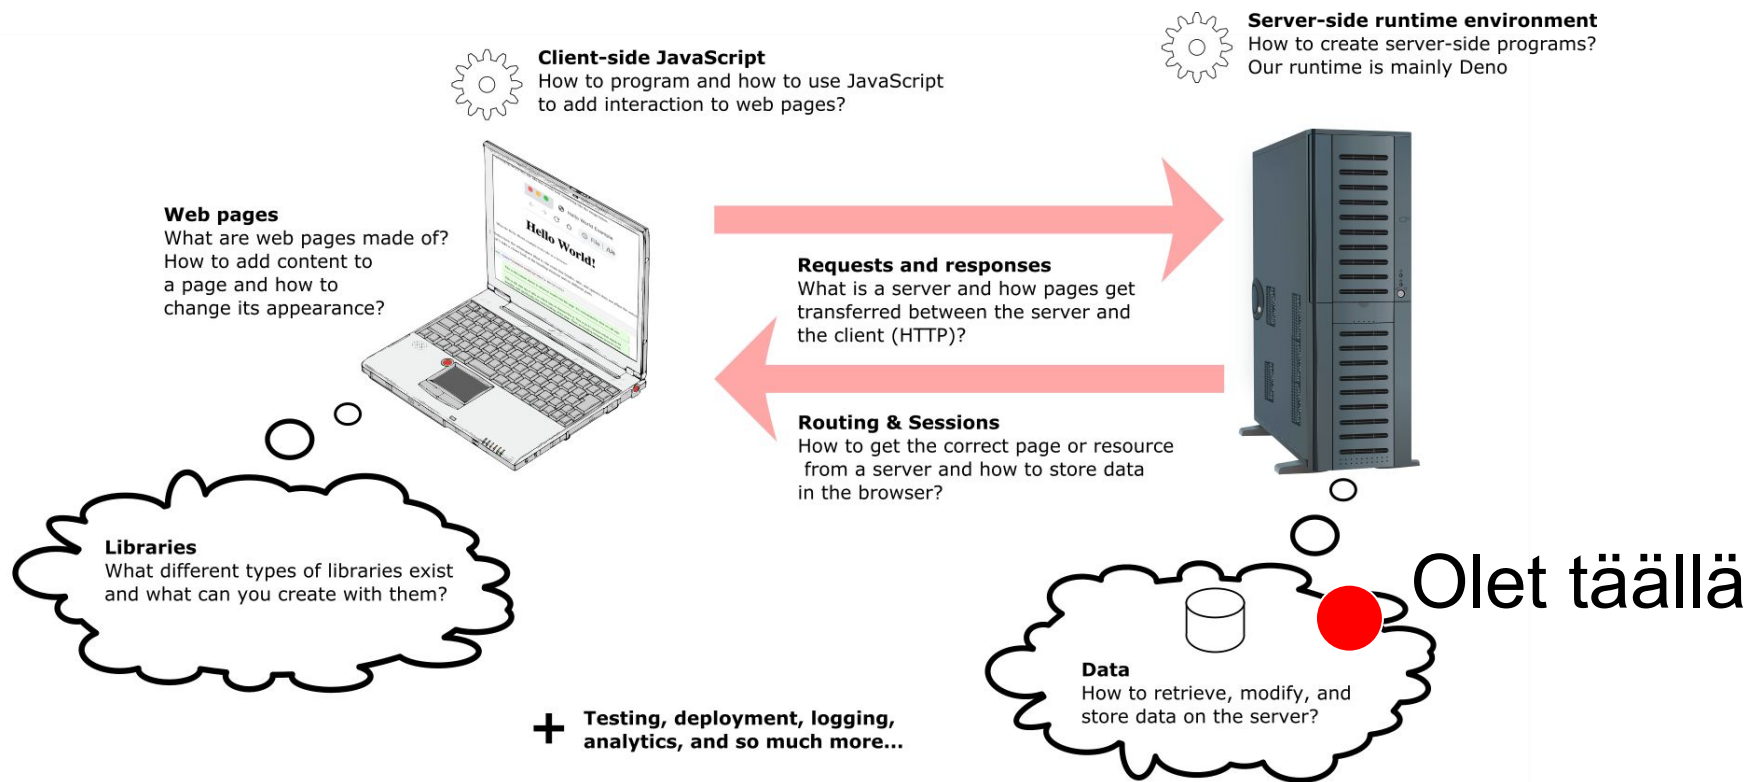 Server-side runtime environment
How to create server-side programs?
Our runtime is mainly Deno
Client-side JavaScript
How to program and how to use JavaScript
to add interaction to web pages?
Web pages
What are web pages made of?
How to add content to
a page and how to
change its appearance?
Hello World!
Requests and responses
What is a server and how pages get
transferred between the server and
the client (HTTP)?
Routing & Sessions
How to get the correct page or resource
from a server and how to store data
in the browser?
Libraries
What different types of libraries exist
and what can you create with them?
Olet täällä
Data
How to retrieve, modify, and
store data on the server?
+ Testing, deployment, logging,
analytics, and so much more...